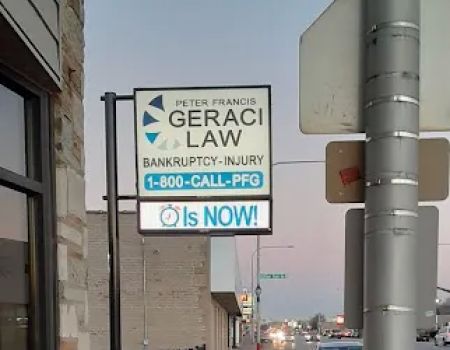 PETER FRANCIS
GERACI
LAW
BANKRUPTCY-INJURY
1-800-CALL-PFG
Is NOW!